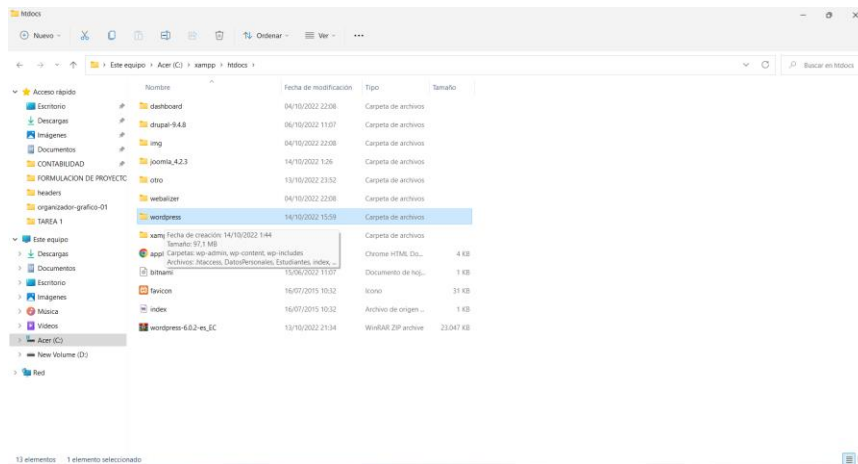 htdocs
Nuevo
Ordenar
Ver
Este equipo > Acer (C:) > xampp > htdocs >
Buscar en htdocs
Acceso rápido
Escritorio
Descargas
Imágenes
Documentos
CONTABILIDAD
FORMULACION DE PROYECTO
headers
organizador-grafico-01
TAREA 1
Este equipo
Descargas
Documentos
Escritorio
Imágenes
Música
Videos
Acer (C:)
New Volume (D:)
Red
Nombre Fecha de modificación Tipo Tamaño
dashboard 04/10/2022 22:08 Carpeta de archivos
drupal-9.4.8 06/10/2022 11:07 Carpeta de archivos
img 04/10/2022 22:08 Carpeta de archivos
joomla_4.2.3 14/10/2022 1:26 Carpeta de archivos
otro 13/10/2022 23:52 Carpeta de archivos
webalizer 04/10/2022 22:08 Carpeta de archivos
wordpress 14/10/2022 15:59 Carpeta de archivos
xam Carpeta de archivos
appl Chrome HTML Do... 4 KB
Fecha de creación: 14/10/2022 1:44
Tamaño: 97,1 MB
Carpetas: wp-admin, wp-content, wp-includes
Archivos: .htaccess, DatosPersonales, Estudiantes, index, ...
bitnami 15/06/2022 11:07 Documento de hoj... 1 KB
favicon 16/07/2015 10:32 Icono 31 KB
index 16/07/2015 10:32 Archivo de origen ... 1 KB
wordpress-6.0.2-es_EC 13/10/2022 21:34 WinRAR ZIP archive 23.047 KB
13 elementos 1 elemento seleccionado